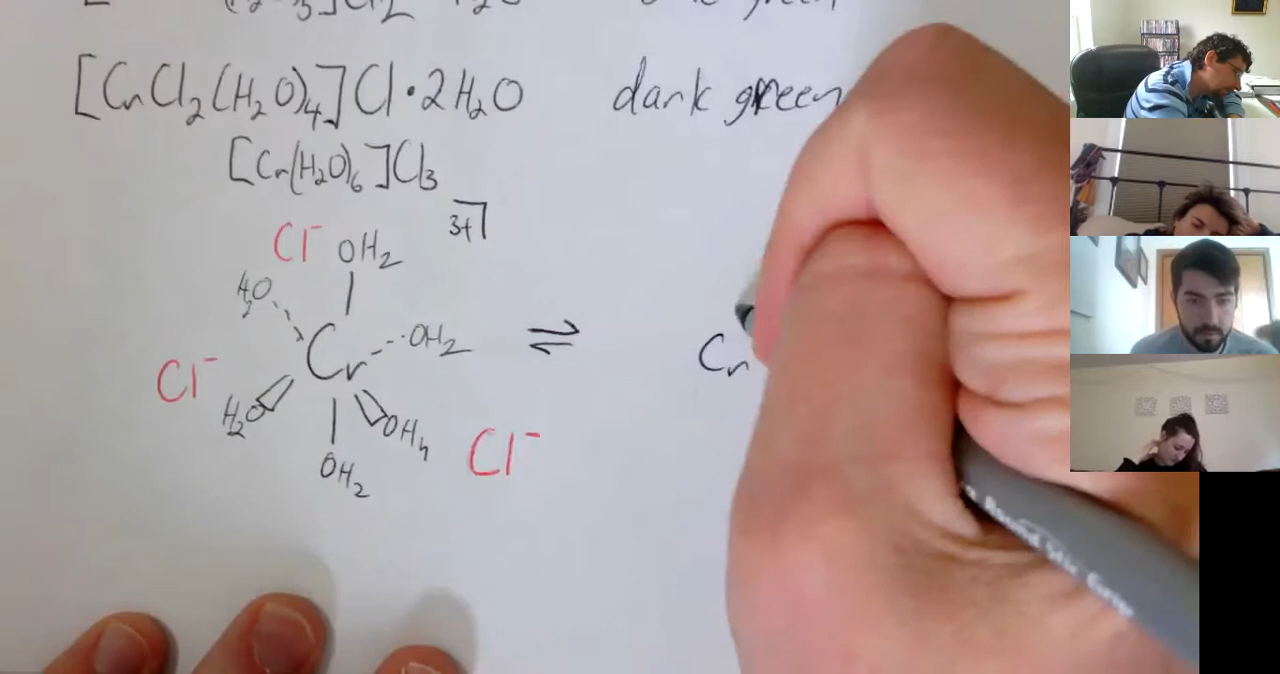 [CrCl₂(H₂O)₄]Cl·2H₂O dark green
[Cr(H₂O)₆]Cl₃
3+
Cl⁻ OH₂
H₂O
Cr OH₂ ⇌ Cr
Cl⁻
H₂O OH₂ Cl⁻
OH₂